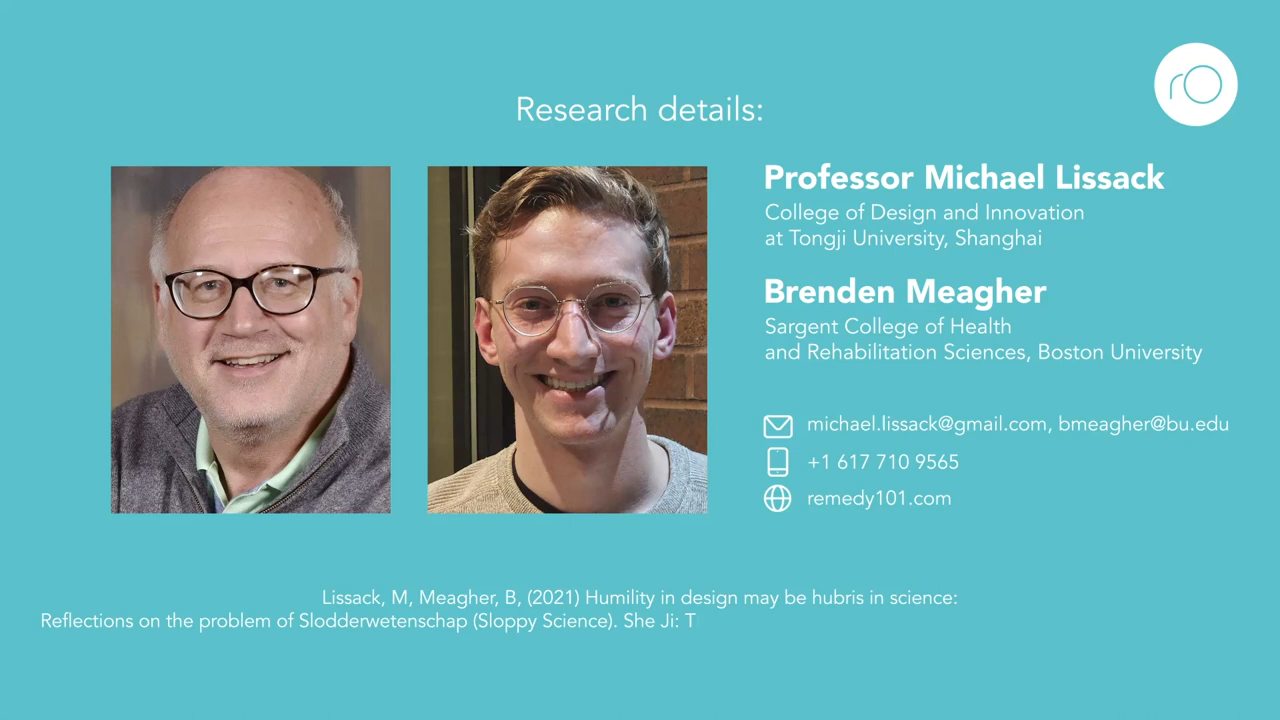 ro
Research details:
Professor Michael Lissack
College of Design and Innovation
at Tongji University, Shanghai
Brenden Meagher
Sargent College of Health
and Rehabilitation Sciences, Boston University
michael.lissack@gmail.com, bmeagher@bu.edu
+1 617 710 9565
remedy101.com
Lissack, M, Meagher, B, (2021) Humility in design may be hubris in science:
Reflections on the problem of Slodderwetenschap (Sloppy Science). She Ji: T